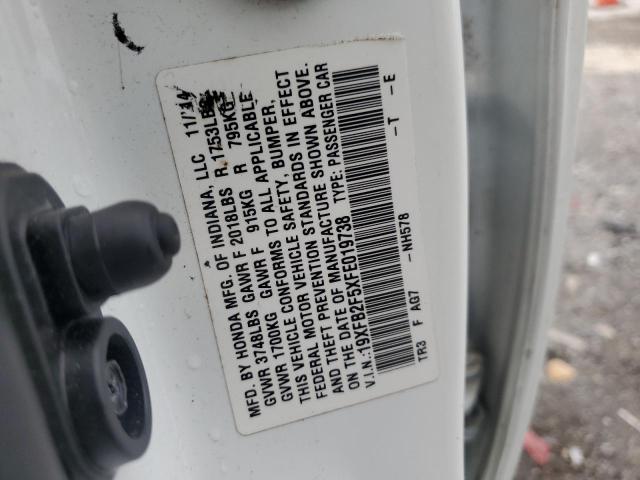 MFD. BY HONDA MFG. OF INDIANA, LLC 11/14
GVWR 3748LBS GAWR F 2018LBS R 1753LBS
GVWR 1700KG GAWR F 915KG R 795KG
THIS VEHICLE CONFORMS TO ALL APPLICABLE
FEDERAL MOTOR VEHICLE SAFETY, BUMPER,
AND THEFT PREVENTION STANDARDS IN EFFECT
ON THE DATE OF MANUFACTURE SHOWN ABOVE.
V.I.N.:19XFB2F5XFE019738 TYPE: PASSENGER CAR
–NH578 –T –E
TR3 F AG7